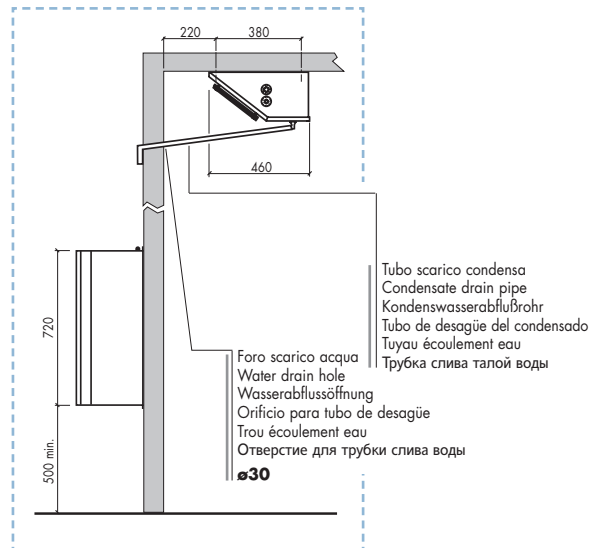 220
380
460
Tubo scarico condensa
Condensate drain pipe
Kondenswasserabflußrohr
Tubo de desagüe del condensado
Tuyau écoulement eau
Трубка слива талой воды
720
Foro scarico acqua
Water drain hole
Wasserabflussöffnung
Orificio para tubo de desagüe
Trou écoulement eau
Отверстие для трубки слива воды
ø30
500 min.